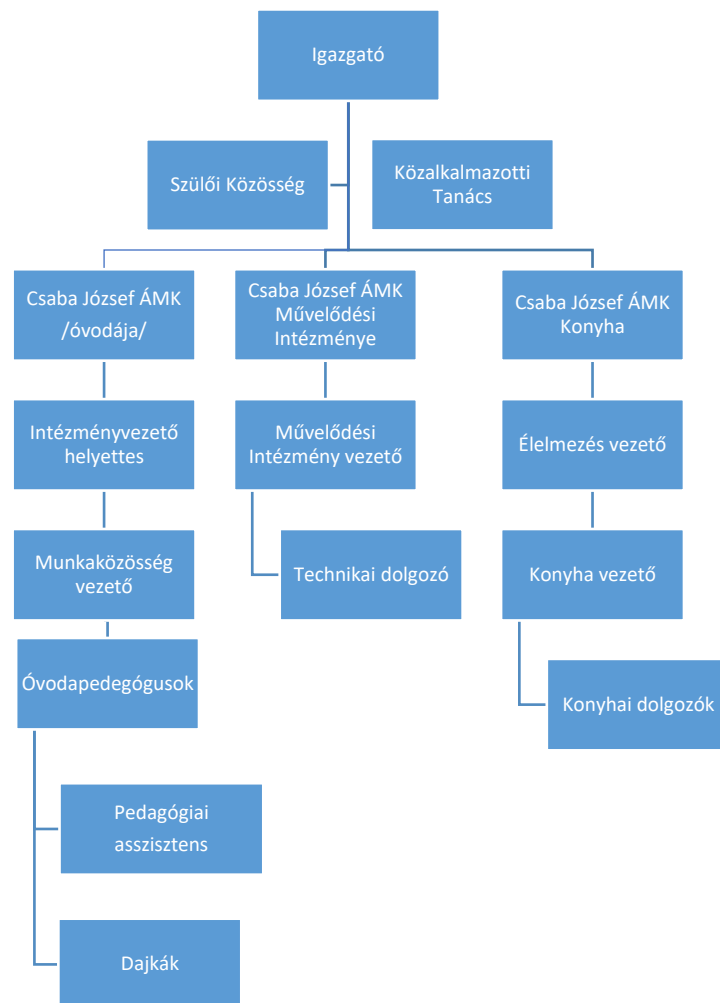 Igazgató
Szülői Közösség
Közalkalmazotti
Tanács
Csaba József ÁMK
/óvodája/
Csaba József ÁMK
Művelődési
Intézménye
Csaba József ÁMK
Konyha
Intézményvezető
helyettes
Művelődési
Intézmény vezető
Élelmezés vezető
Munkaközösség
vezető
Technikai dolgozó
Konyha vezető
Óvodapedegógusok
Konyhai dolgozók
Pedagógiai
asszisztens
Dajkák